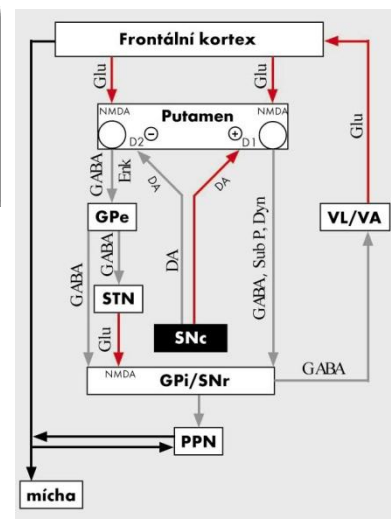 Frontální kortex
Glu
Glu
NMDA
NMDA
Putamen
D2
D1
GABA
Enk
DA
DA
Glu
GPe
VL/VA
GABA
GABA
DA
GABA, Sub P, Dyn
STN
Glu
SNc
NMDA
GPi/SNr
GABA
PPN
mícha